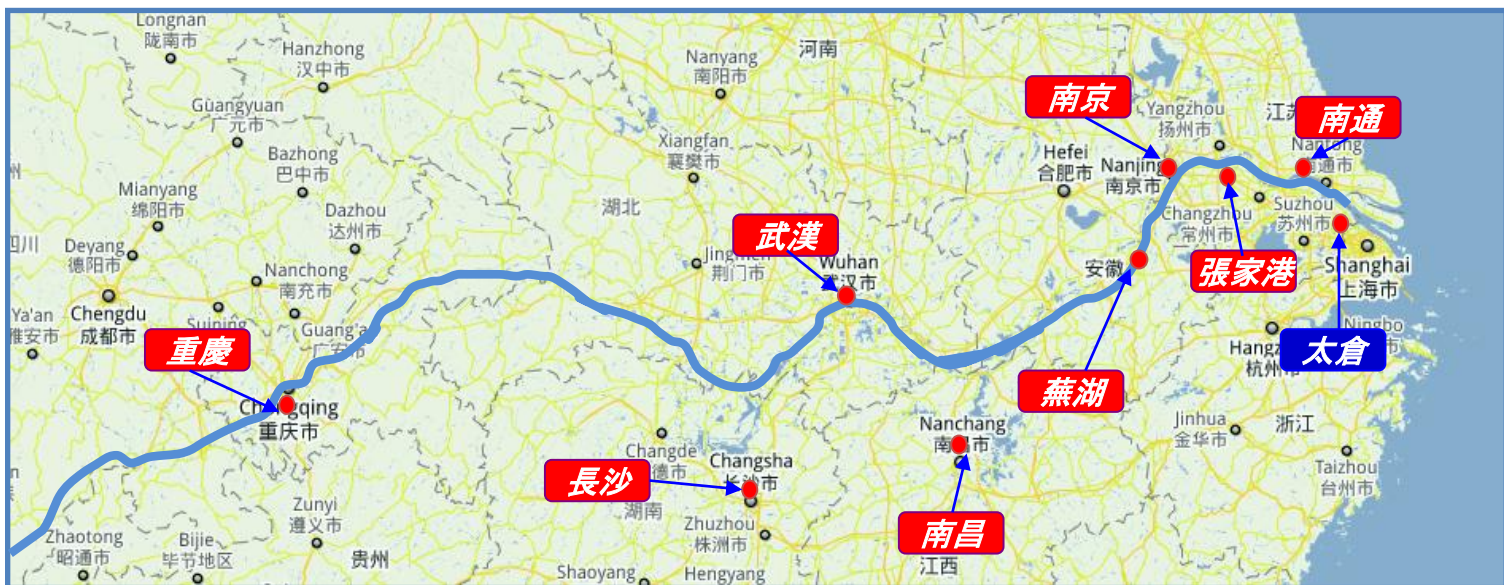 Longnan
陇南市
Hanzhong
汉中市
河南
Nanyang
南阳市
南京
Yangzhou
扬州市
南通
Guangyuan
广元市
Xiangfan
襄樊市
Hefei
合肥市
Nanjing
南京市
Bazhong
巴中市
Mianyang
绵阳市
Dazhou
达州市
湖北
Changzhou
常州市
Suzhou
苏州市
四川
Deyang
德阳市
Nanchong
南充市
武漢
Wuhan
荆门市
安徽
張家港
Shanghai
上海市
Chengdu
成都市
Ya'an
雅安市
重慶
太倉
蕪湖
重庆市
Nanchang
Jinhua
金华市
浙江
Changde
Changsha
長沙
湖南
Taizhou
台州市
Zunyi
遵义市
Zhuzhou
株洲市
南昌
江西
Zhaotong
昭通市
Bijie
毕节地区
贵州
Shaoyang
Hengyang